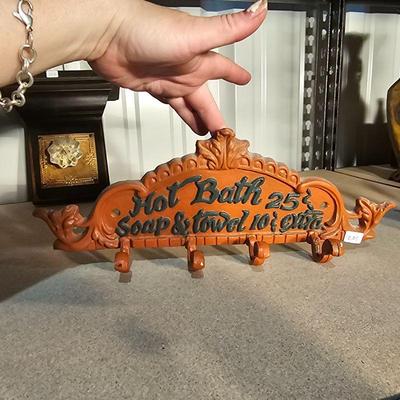 Hot Bath 25¢
Soap & towel 10¢ extra